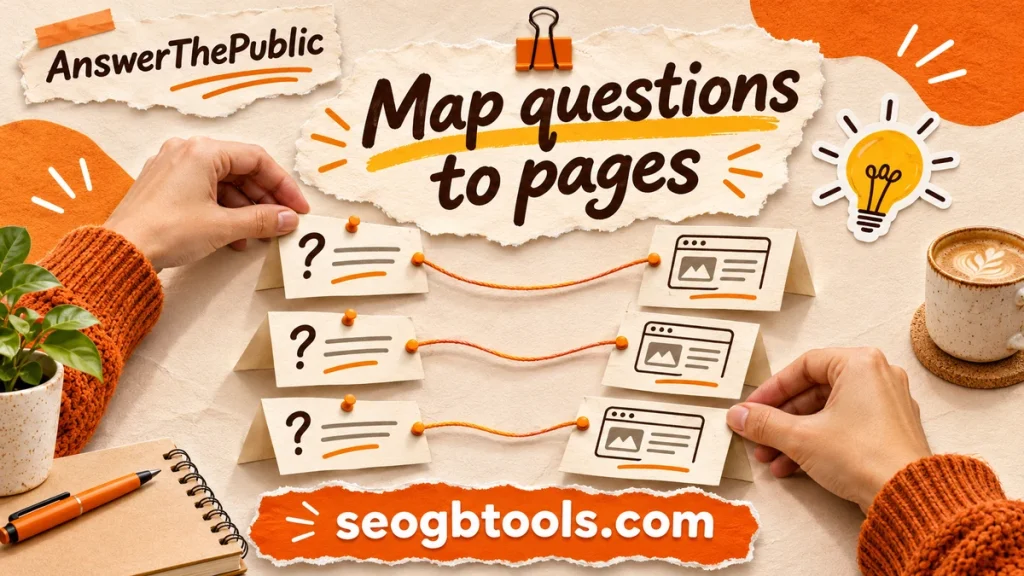 AnswerThePublic
Map questions
to pages
?
?
?
seogbtools.com